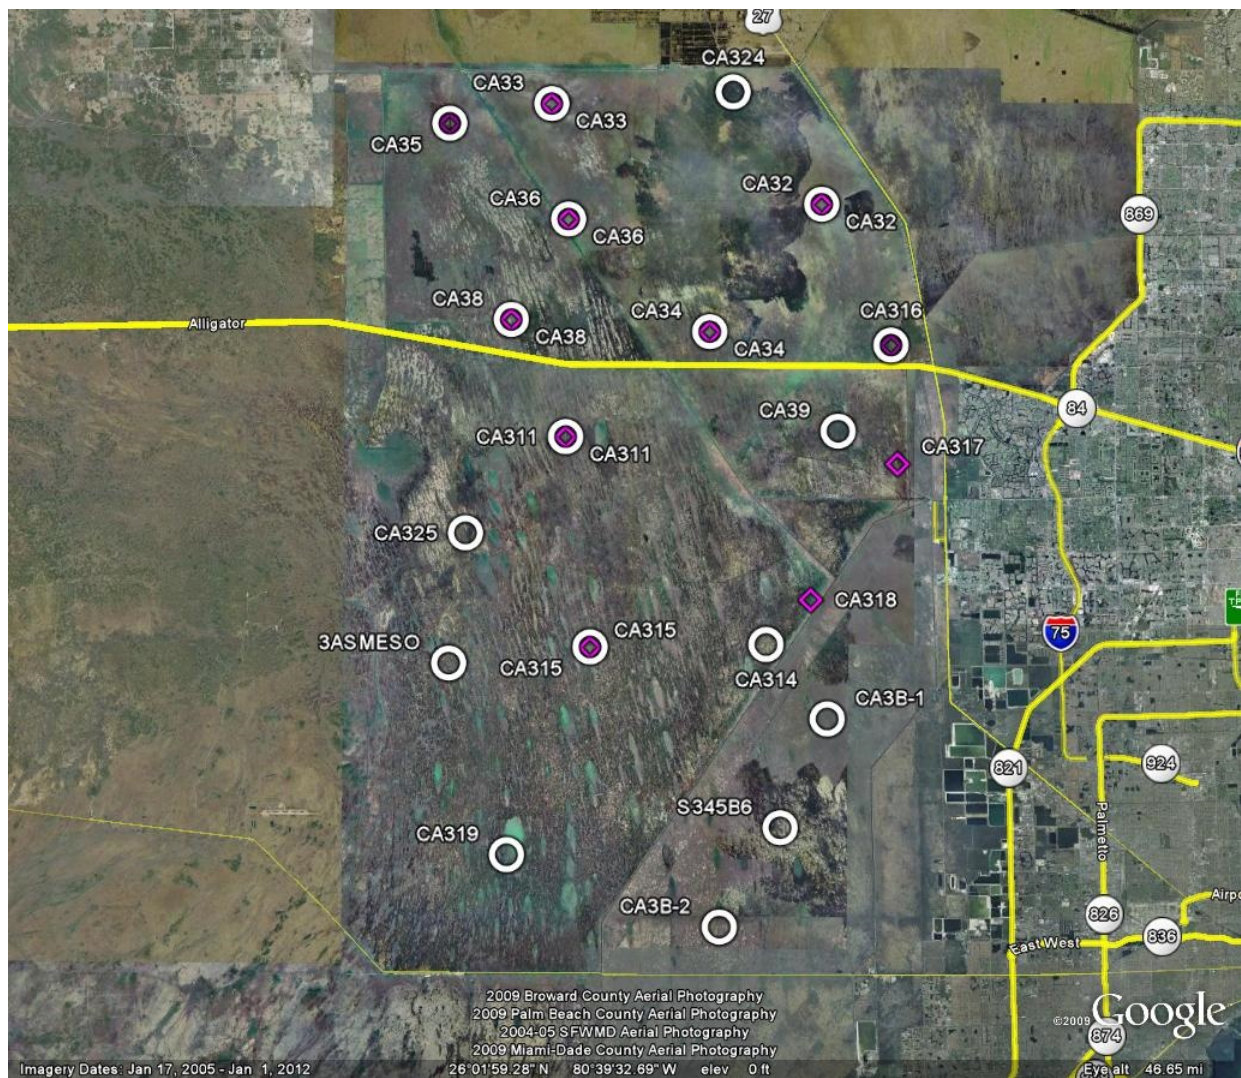 27
CA324
CA33
CA33
CA35
CA32
CA32
CA36
CA36
869
CA38
CA38
CA34
CA34
CA316
Alligator
84
CA39
CA311
CA311
CA317
CA325
CA318
75
3ASMESO
CA315
CA315
CA314
CA3B-1
821
924
S345B6
Palmetto
CA319
CA3B-2
826
836
East West
2009 Broward County Aerial Photography
2009 Palm Beach County Aerial Photography
2004-05 SFWMD Aerial Photography
2009 Miami-Dade County Aerial Photography
©2009 Google
874
Imagery Dates: Jan 17, 2005 - Jan 1, 2012 26°01'59.28" N 80°39'32.69" W elev 0 ft Eye alt 46.65 mi